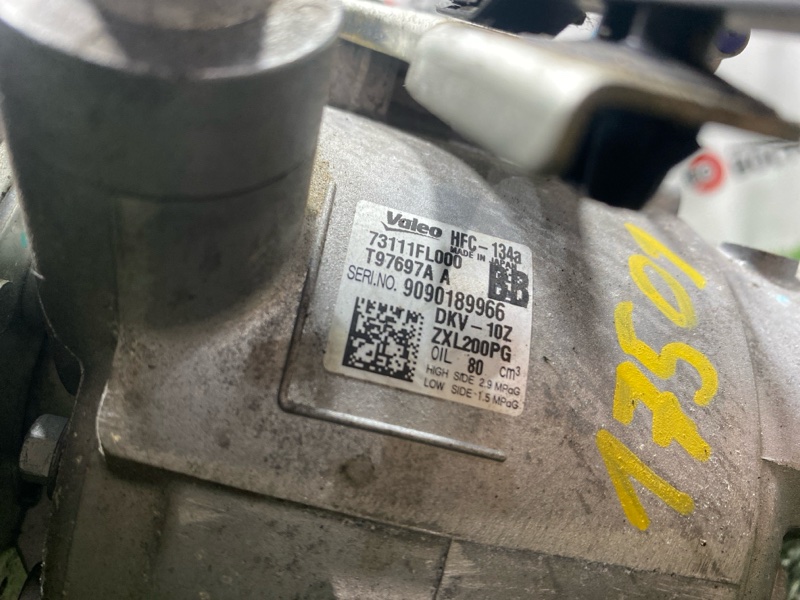 Valeo HFC-134a
MADE IN JAPAN
73111FL000
T97697A A
BB
SERI.NO. 9090189966
DKV-10Z
ZXL200PG
OIL 80 cm³
HIGH SIDE 2.9 MPaG
LOW SIDE 1.5 MPaG
17501